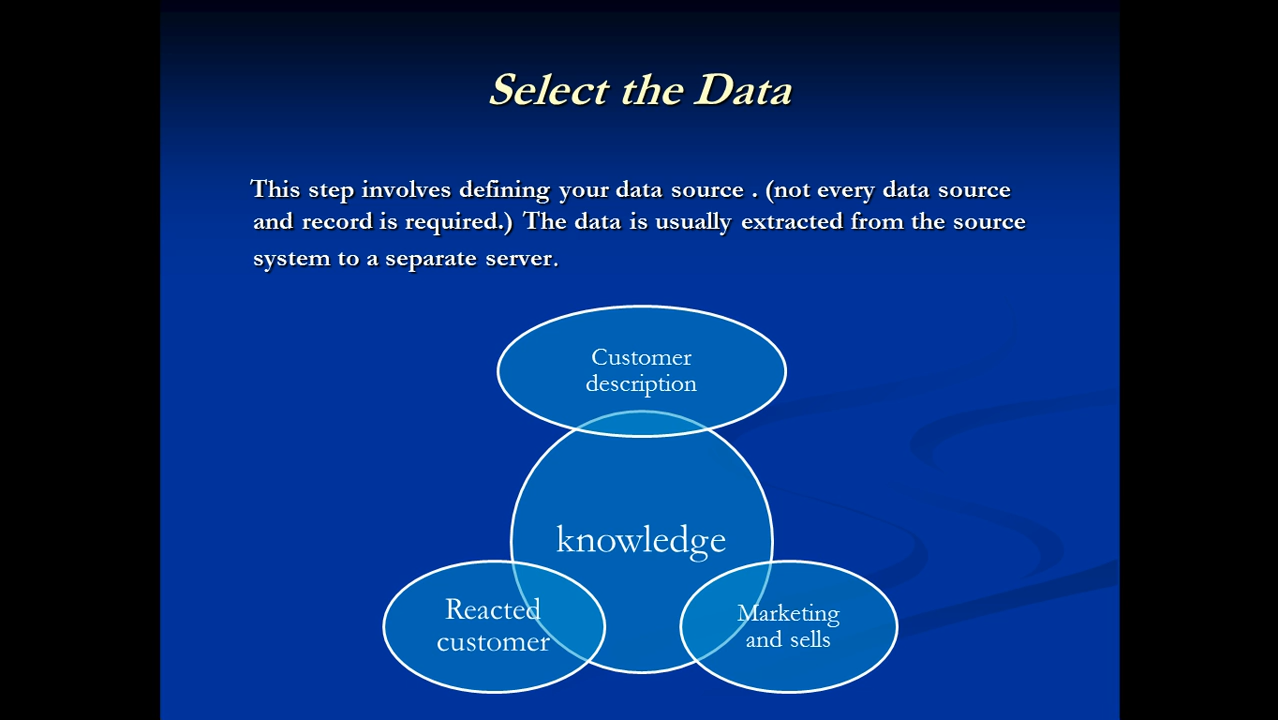 Select the Data
This step involves defining your data source . (not every data source
and record is required.) The data is usually extracted from the source
system to a separate server.
Customer
description
knowledge
Reacted
customer
Marketing
and sells